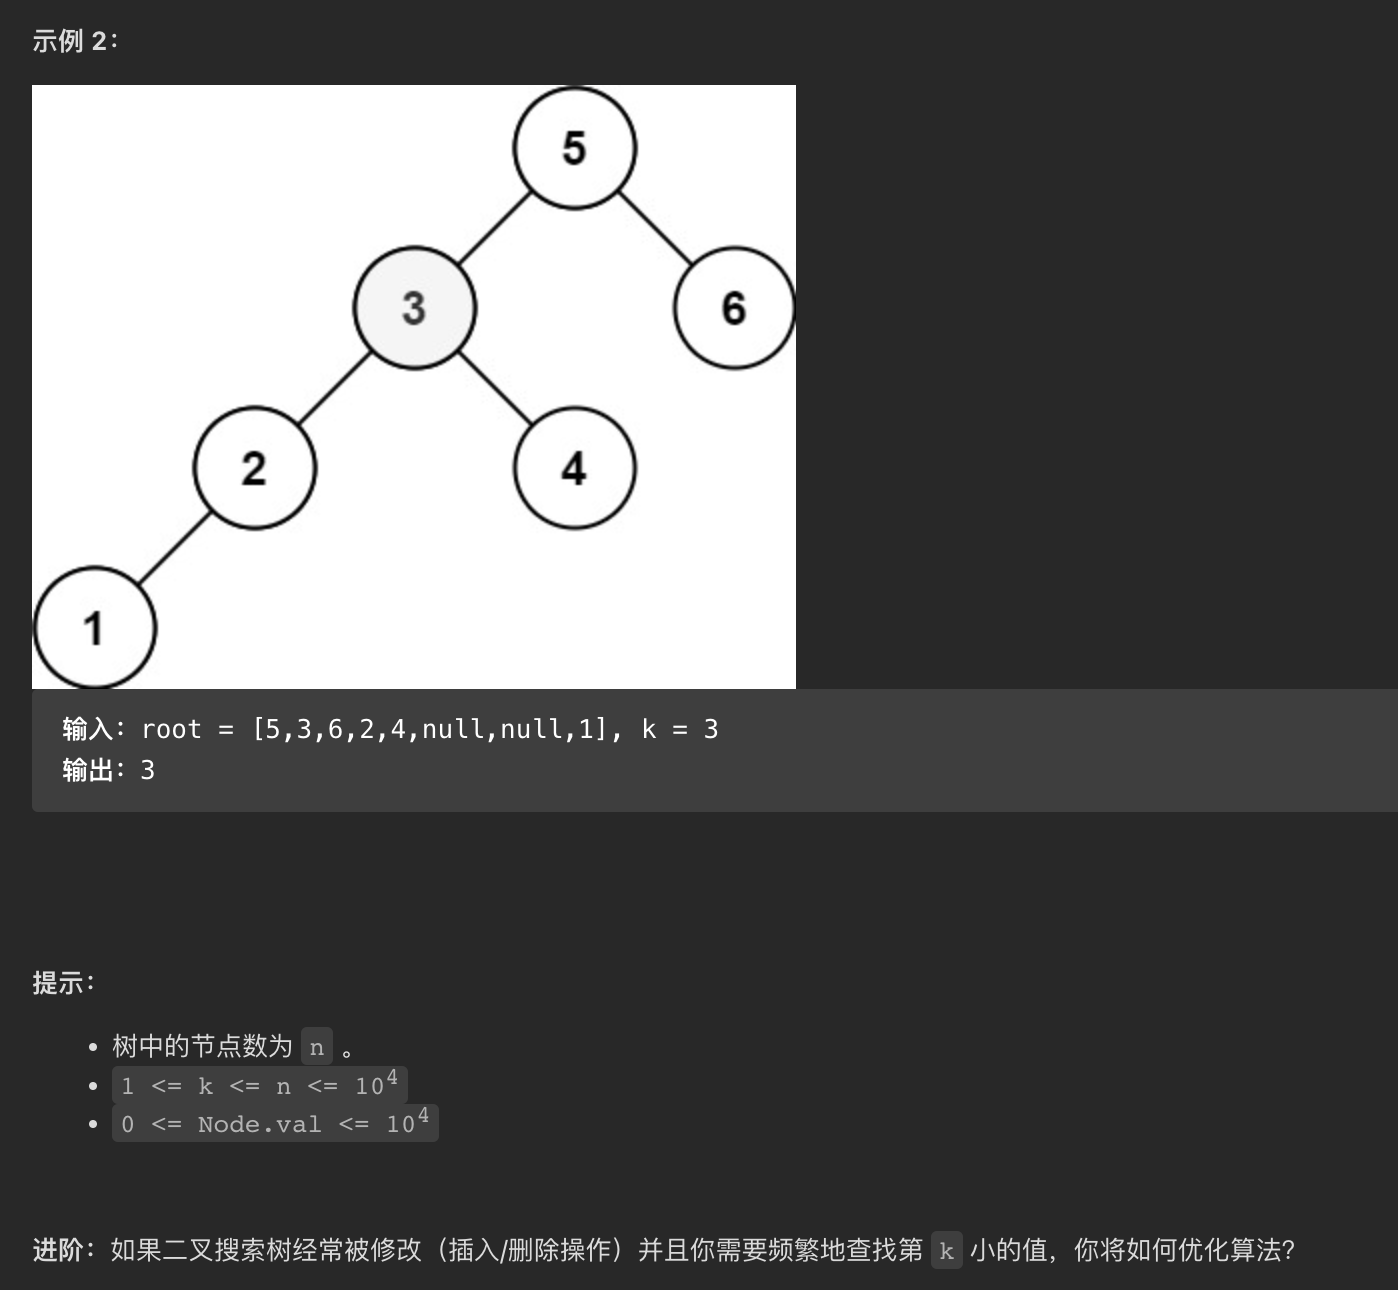 示例 2：
5
3
6
2
4
1
输入：root = [5,3,6,2,4,null,null,1], k = 3
输出：3
提示：
• 树中的节点数为 n 。
• 1 <= k <= n <= 10⁴
• 0 <= Node.val <= 10⁴
进阶：如果二叉搜索树经常被修改（插入/删除操作）并且你需要频繁地查找第 k 小的值，你将如何优化算法？